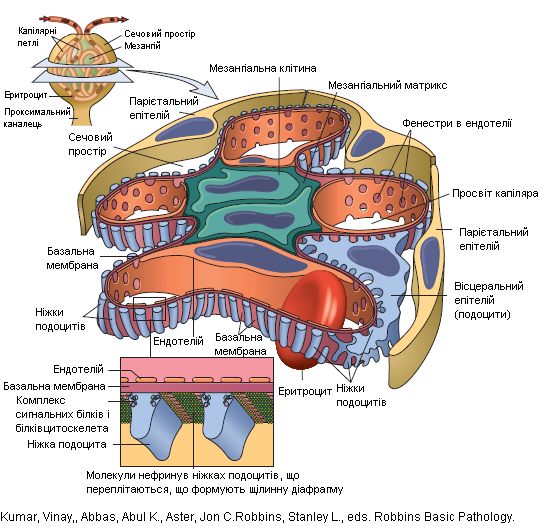 Капілярні
петлі
Сечовий простір
Мезангій
Еритроцит
Проксимальний
каналець
Парієтальний
епітелій
Сечовий
простір
Мезангіальна клітина
Мезангіальний матрикс
Фенестри в ендотелії
Просвіт капіляра
Парієтальний
епітелій
Вісцеральний
епітелій
(подоцити)
Базальна
мембрана
Ніжки
подоцитів
Ендотелій
Базальна
мембрана
Еритроцит
Ніжки
подоцитів
Ендотелій
Базальна мембрана
Комплекс
сигнальних білків і
білківцитоскелета
Ніжка подоцита
Молекули нефринув ніжках подоцитів, що
переплітаються, що формують щілинну діафрагму
Kumar, Vinay,, Abbas, Abul K., Aster, Jon C.Robbins, Stanley L., eds. Robbins Basic Pathology.